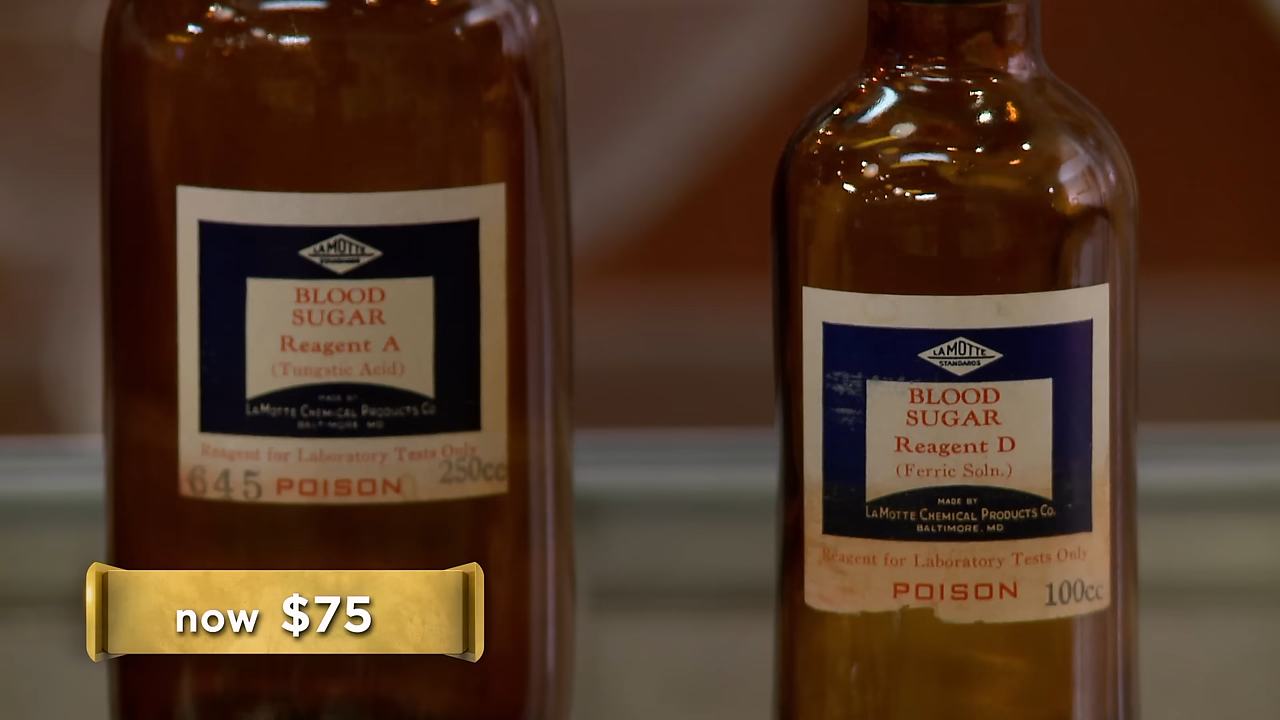 LAMOTTE
STANDARDS
BLOOD
SUGAR
Reagent A
(Tungstic Acid)
MADE BY
LAMOTTE CHEMICAL PRODUCTS CO
BALTIMORE, MD
Reagent for Laboratory Tests Only
645 POISON 250cc
LAMOTTE
STANDARDS
BLOOD
SUGAR
Reagent D
(Ferric Soln.)
MADE BY
LAMOTTE CHEMICAL PRODUCTS CO.
BALTIMORE, MD
Reagent for Laboratory Tests Only
POISON 100cc
now $75